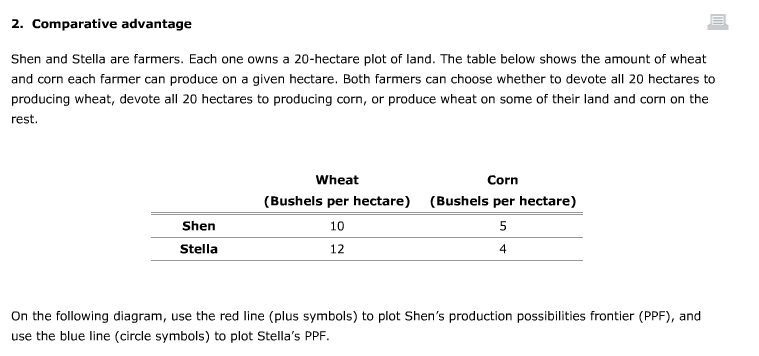 2. Comparative advantage
Shen and Stella are farmers. Each one owns a 20-hectare plot of land. The table below shows the amount of wheat
and corn each farmer can produce on a given hectare. Both farmers can choose whether to devote all 20 hectares to
producing wheat, devote all 20 hectares to producing corn, or produce wheat on some of their land and corn on the
rest.
Wheat Corn
(Bushels per hectare) (Bushels per hectare)
Shen 10 5
Stella 12 4
On the following diagram, use the red line (plus symbols) to plot Shen's production possibilities frontier (PPF), and
use the blue line (circle symbols) to plot Stella's PPF.